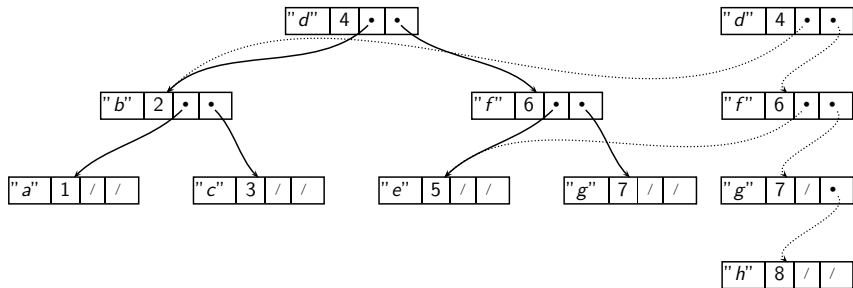 "d" 4 • • "d" 4 • •
"b" 2 • • "f" 6 • • "f" 6 • •
"a" 1 / / "c" 3 / / "e" 5 / / "g" 7 / / "g" 7 / •
"h" 8 / /